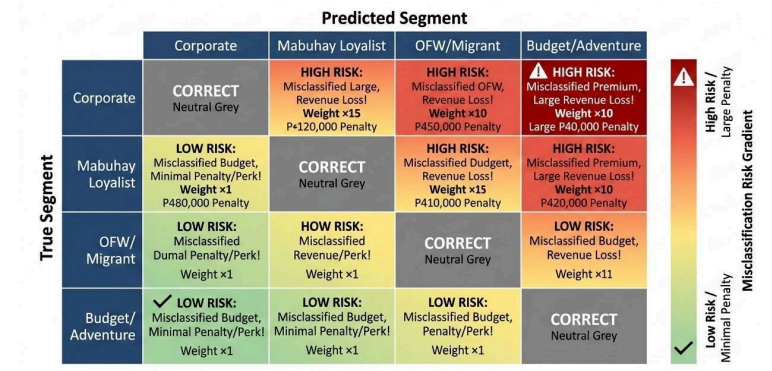 Predicted Segment
Corporate
Mabuhay Loyalist
OFW/Migrant
Budget/Adventure
True Segment
Corporate
CORRECT
Neutral Grey
HIGH RISK:
Misclassified Large,
Revenue Loss!
Weight ×15
P•120,000 Penalty
HIGH RISK:
Misclassified OFW,
Revenue Loss!
Weight ×10
P450,000 Penalty
HIGH RISK:
Misclassified Premium,
Large Revenue Loss!
Weight ×10
Large P40,000 Penalty
Mabuhay
Loyalist
LOW RISK:
Misclassified Budget,
Minimal Penalty/Perk!
Weight ×1
P480,000 Penalty
CORRECT
Neutral Grey
HIGH RISK:
Misclassified Dudgert,
Revenue Loss!
Weight ×15
P410,000 Penalty
HIGH RISK:
Misclassified Premium,
Large Revenue Loss!
Weight ×10
P420,000 Penalty
OFW/
Migrant
LOW RISK:
Misclassified
Dumal Penalty/Perk!
Weight ×1
HOW RISK:
Misclassified
Revenue/Perk!
Weight ×1
CORRECT
Neutral Grey
LOW RISK:
Misclassified Budget,
Revenue Loss!
Weight ×11
Budget/
Adventure
LOW RISK:
Misclassified Budget,
Minimal Penalty/Perk!
Weight ×1
LOW RISK:
Misclassified Budget,
Minimal Penalty/Perk!
Weight ×1
LOW RISK:
Misclassified Budget,
Penalty/Perk!
Weight ×1
CORRECT
Neutral Grey
High Risk /
Large Penalty
Misclassification Risk Gradient
Low Risk /
Minimal Penalty